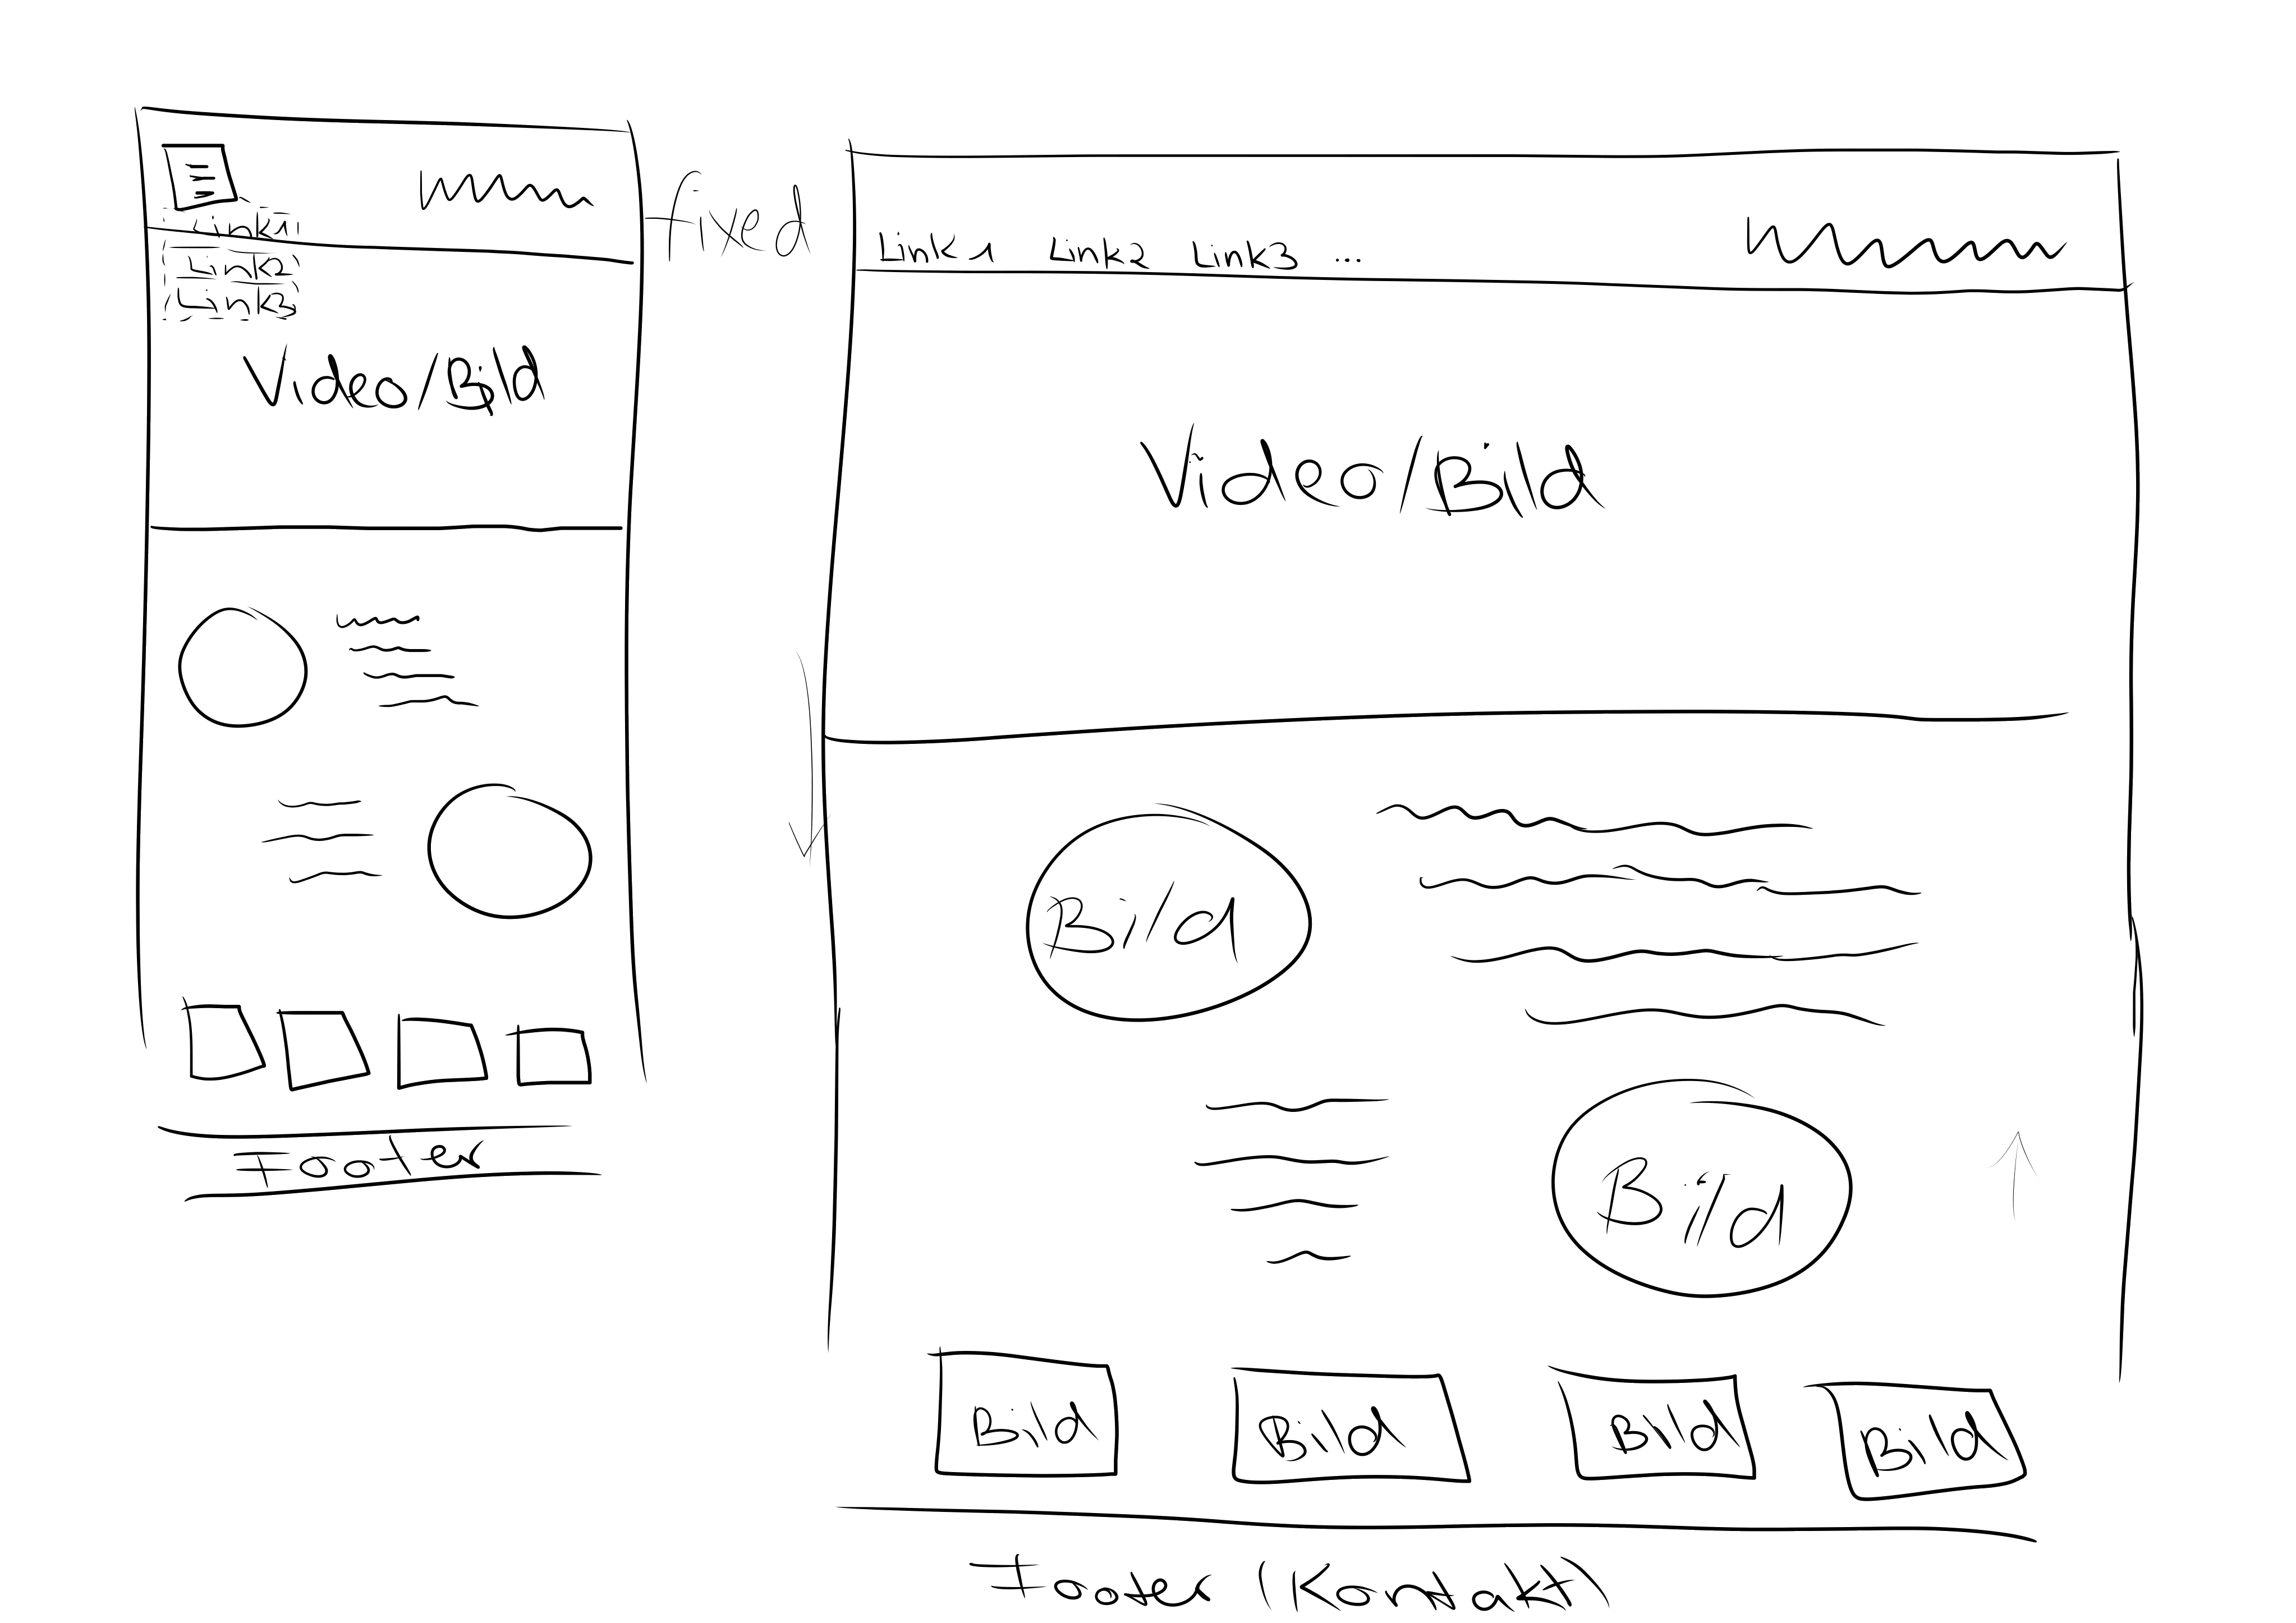 Link1
Link2
Link3
Video/Bild
Footer
fixed
Link1 Link2 Link3 ...
Video/Bild
Bild
Bild
Bild Bild Bild Bild
Footer (Kontakt)